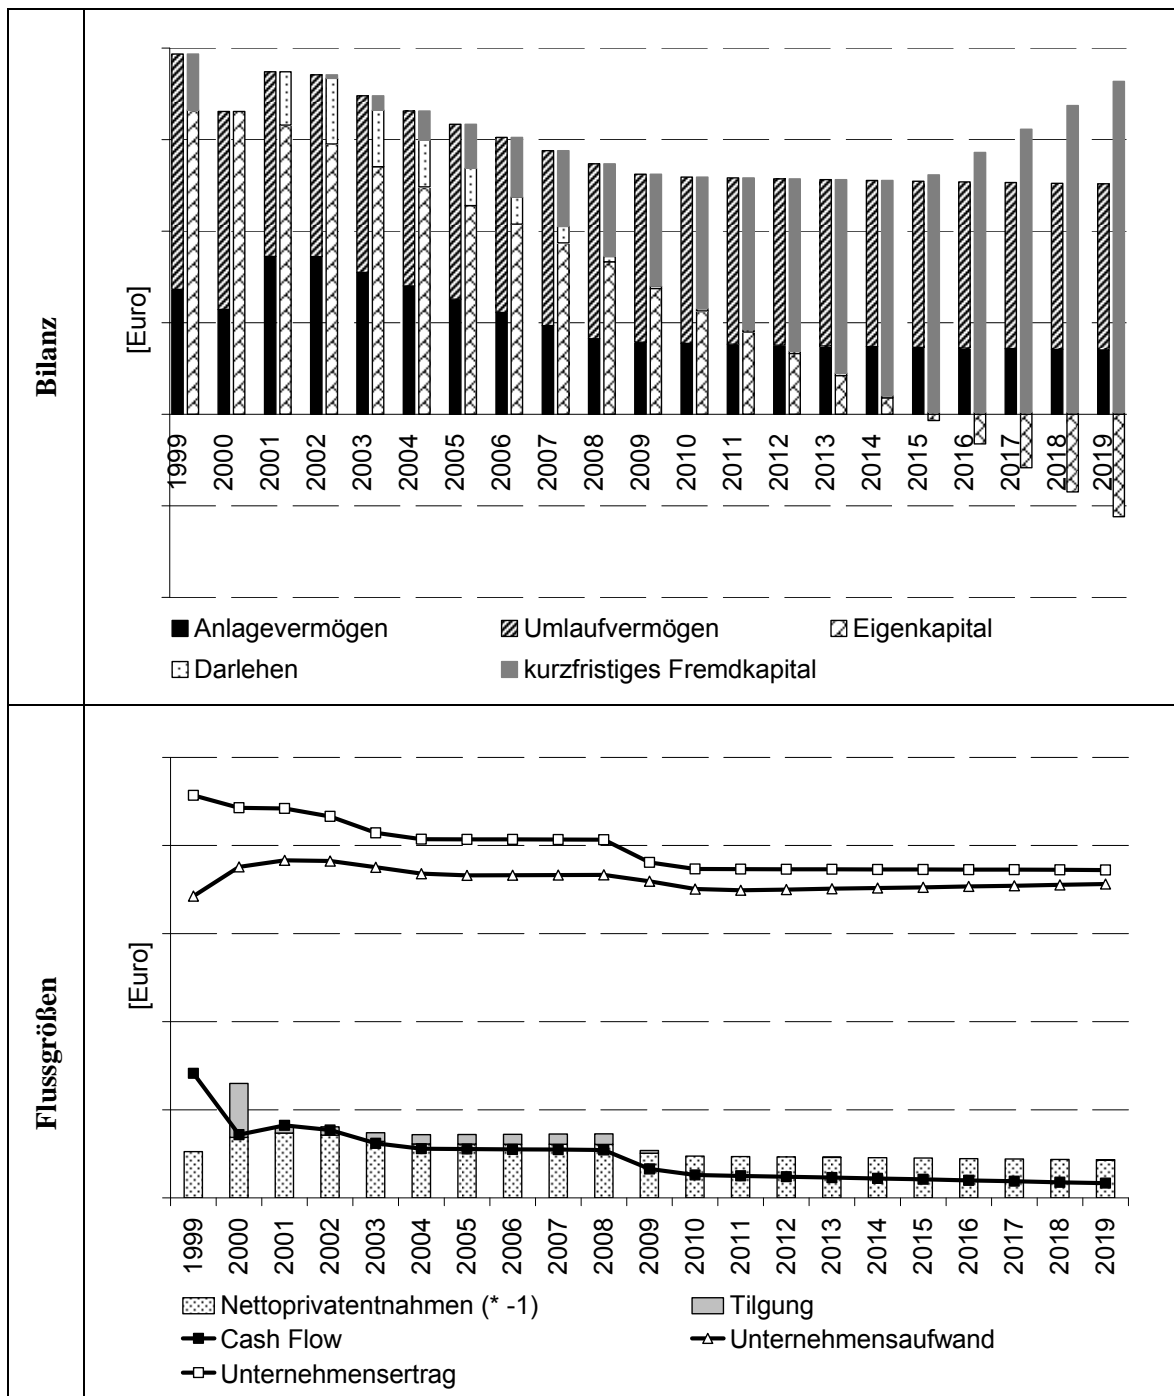 Bilanz
[Euro]
1999 2000 2001 2002 2003 2004 2005 2006 2007 2008 2009 2010 2011 2012 2013 2014 2015 2016 2017 2018 2019
Anlagevermögen Umlaufvermögen Eigenkapital
Darlehen kurzfristiges Fremdkapital
Flussgrößen
[Euro]
1999 2000 2001 2002 2003 2004 2005 2006 2007 2008 2009 2010 2011 2012 2013 2014 2015 2016 2017 2018 2019
Nettoprivatentnahmen (* -1) Tilgung
Cash Flow Unternehmensaufwand
Unternehmensertrag